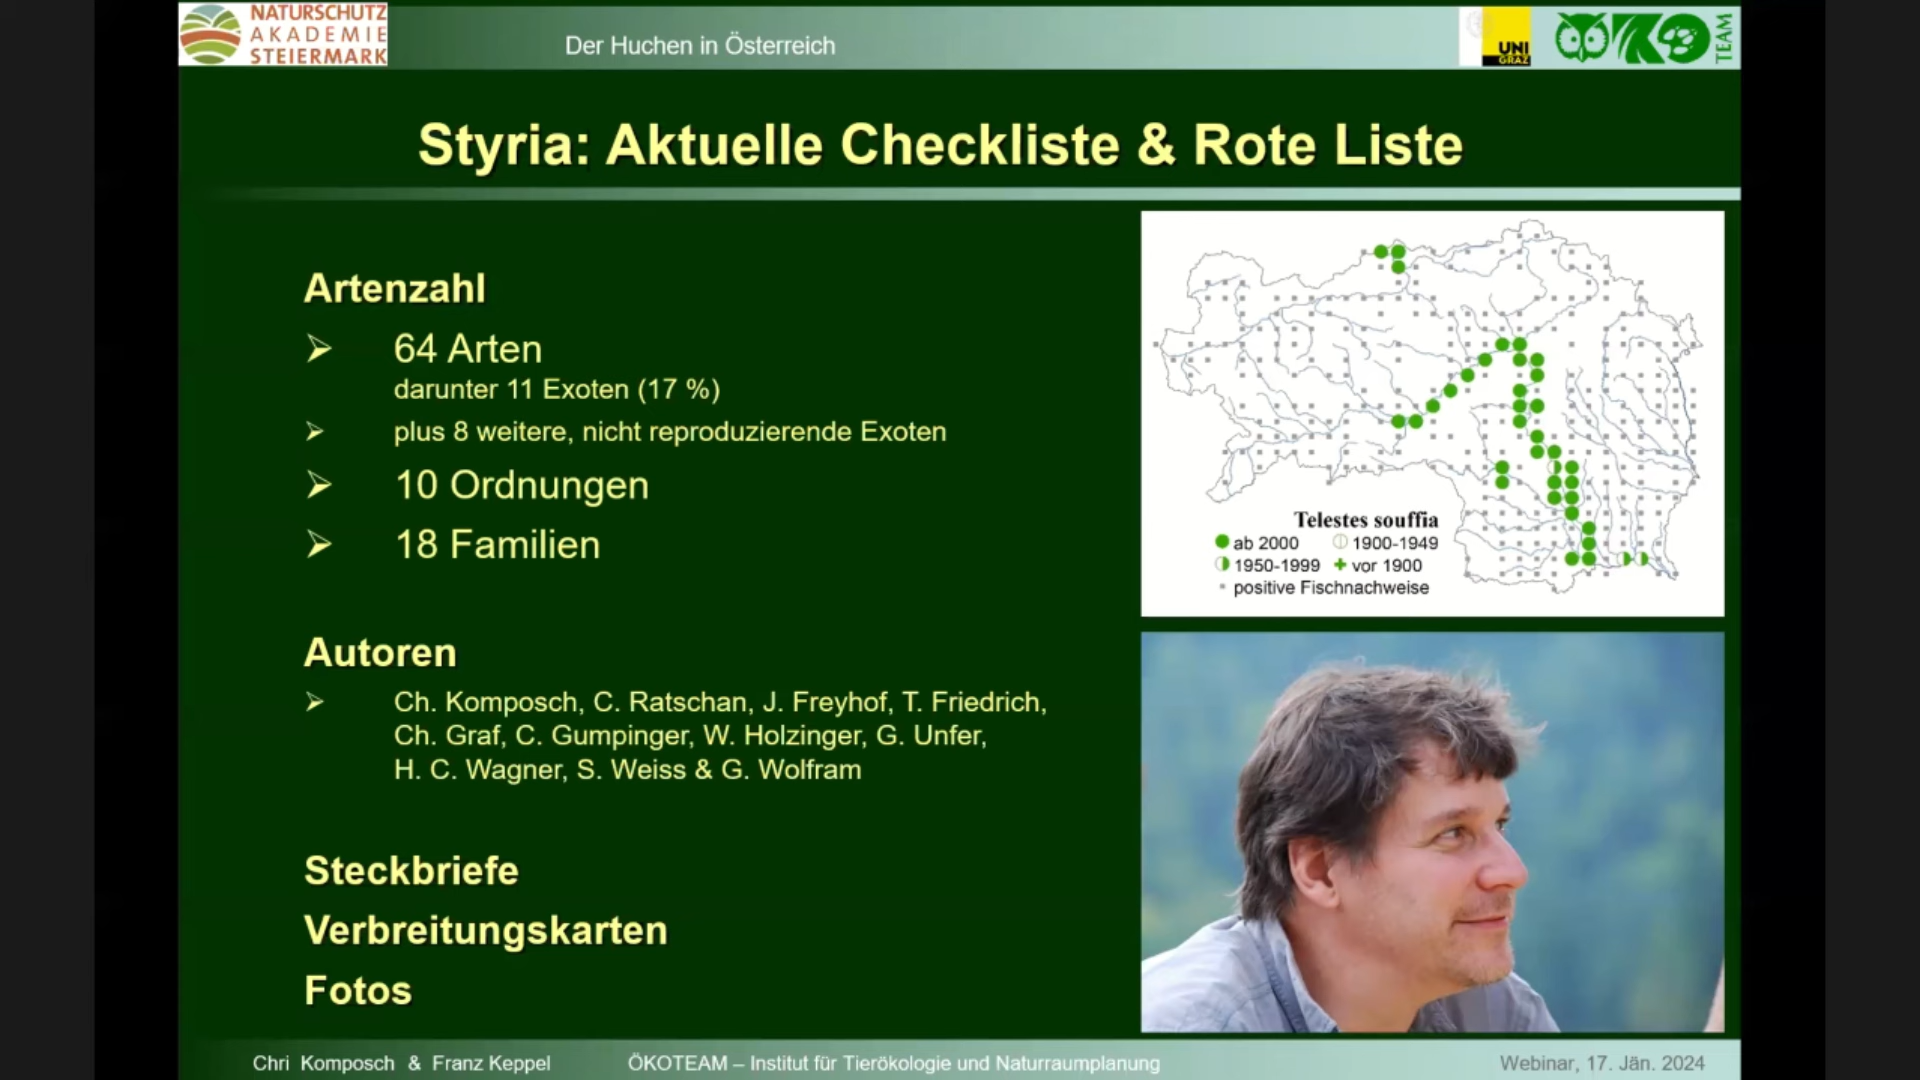 NATURSCHUTZ
AKADEMIE
STEIERMARK
Der Huchen in Österreich
UNI
GRAZ
ÖKO
TEAM
Styria: Aktuelle Checkliste & Rote Liste
Artenzahl
64 Arten
darunter 11 Exoten (17 %)
plus 8 weitere, nicht reproduzierende Exoten
10 Ordnungen
18 Familien
Autoren
Ch. Komposch, C. Ratschan, J. Freyhof, T. Friedrich,
Ch. Graf, C. Gumpinger, W. Holzinger, G. Unfer,
H. C. Wagner, S. Weiss & G. Wolfram
Steckbriefe
Verbreitungskarten
Fotos
Telestes souffia
ab 2000 1900-1949
1950-1999 vor 1900
positive Fischnachweise
Chri Komposch & Franz Keppel
ÖKOTEAM – Institut für Tierökologie und Naturraumplanung
Webinar, 17. Jän. 2024